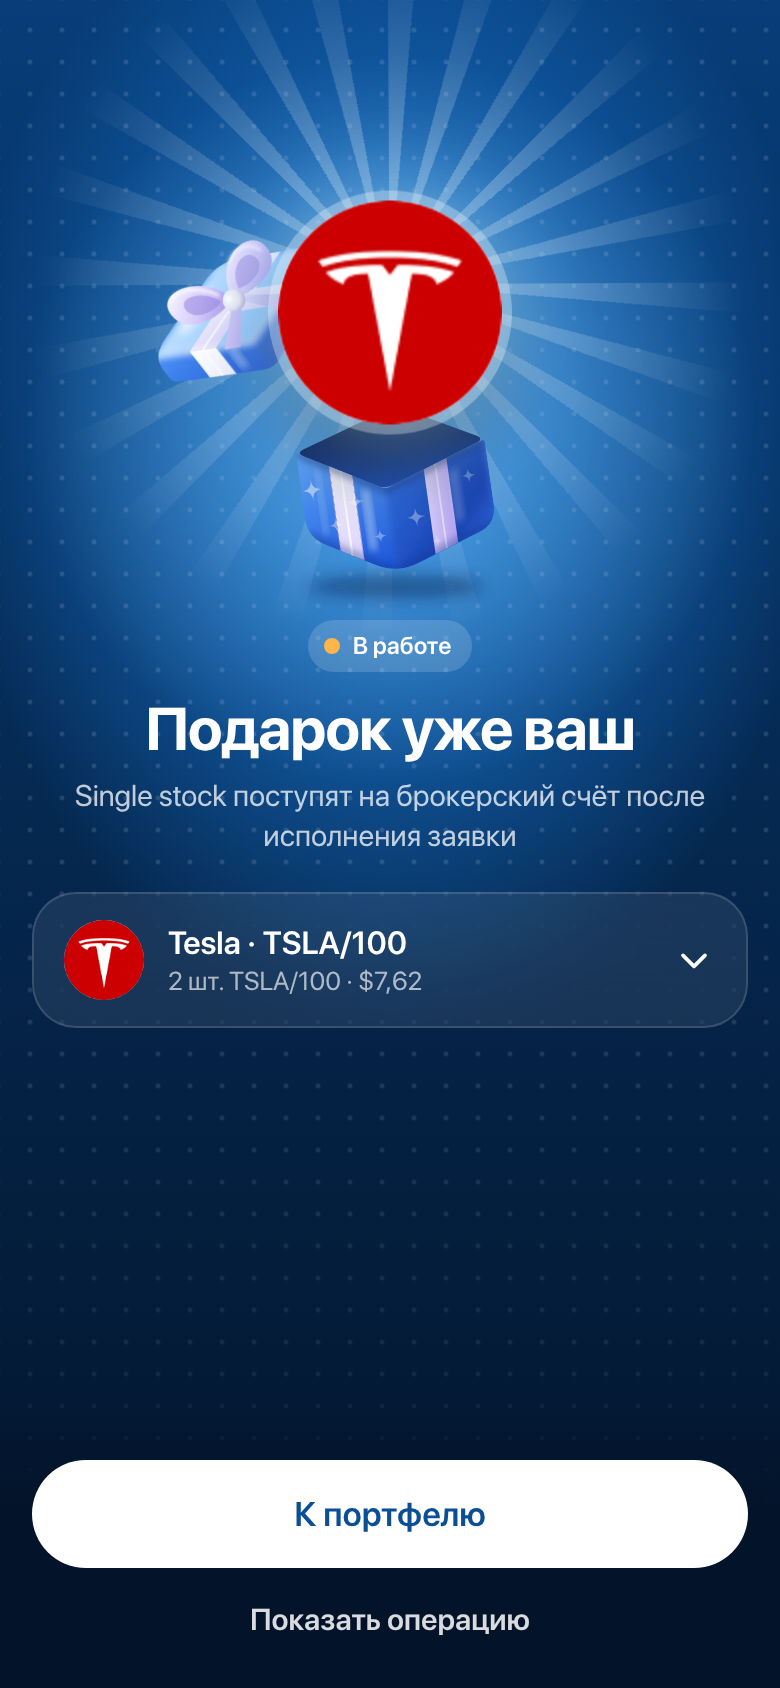 В работе
Подарок уже ваш
Single stock поступят на брокерский счёт после
исполнения заявки
Tesla · TSLA/100
2 шт. TSLA/100 · $7,62
К портфелю
Показать операцию